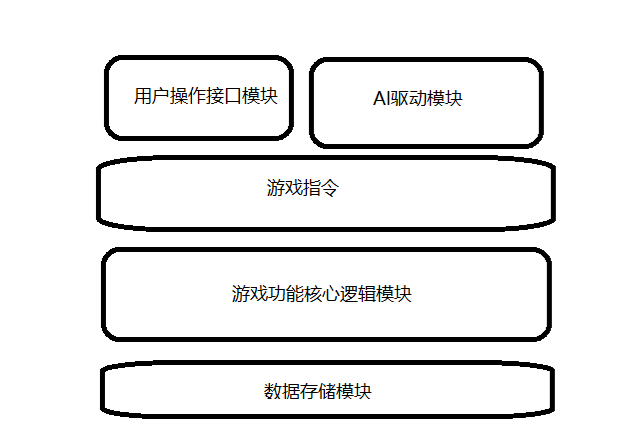 用户操作接口模块
AI驱动模块
游戏指令
游戏功能核心逻辑模块
数据存储模块